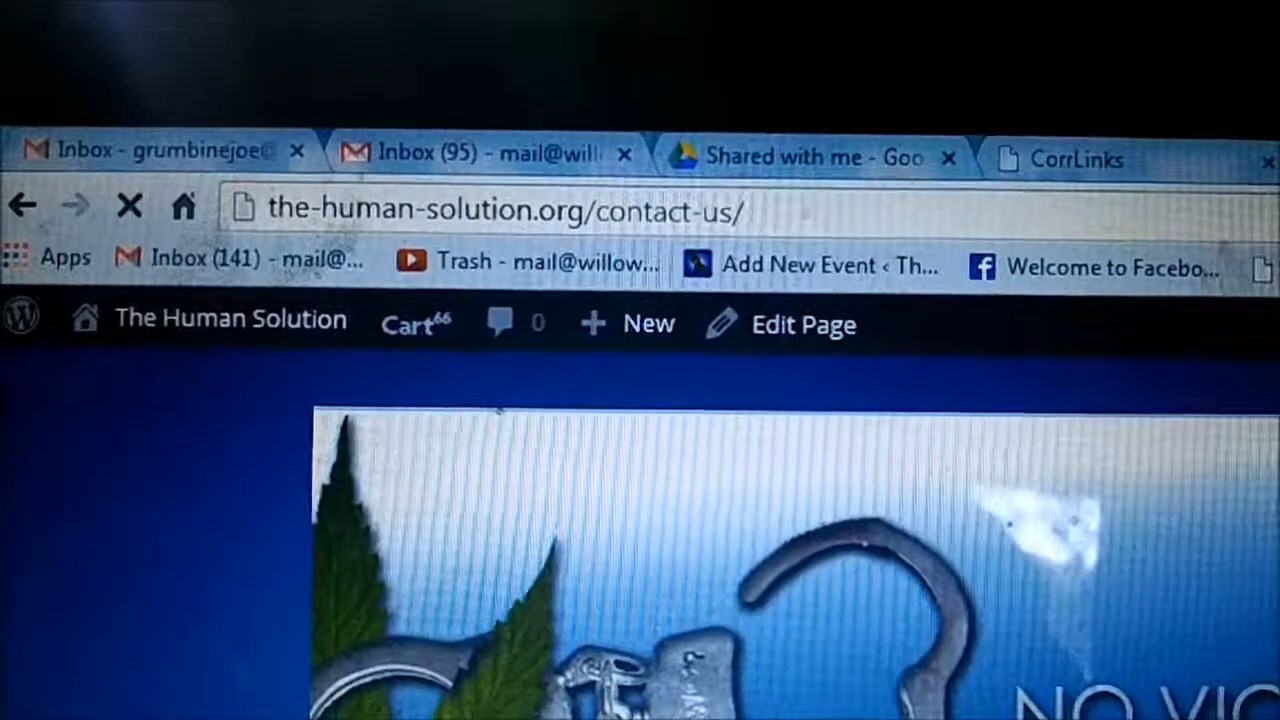 Inbox - grumbinejoe@
Inbox (95) - mail@will
Shared with me - Goo
CorrLinks
the-human-solution.org/contact-us/
Apps
Inbox (141) - mail@...
Trash - mail@willow...
Add New Event ‹ Th...
Welcome to Facebo...
The Human Solution
Cart66
0
New
Edit Page
NO VIC